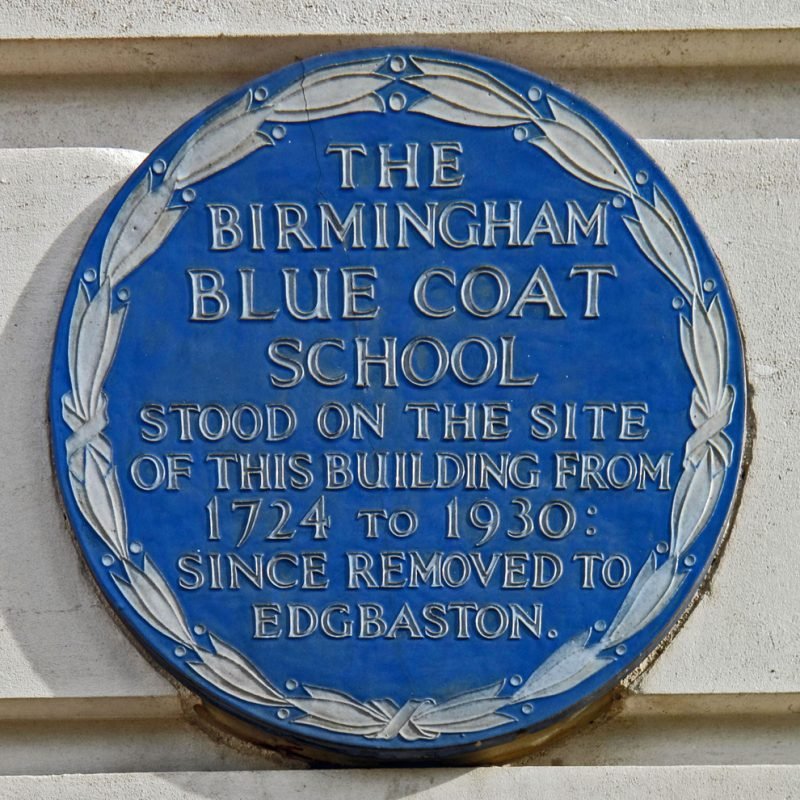 THE
BIRMINGHAM
BLUE COAT
SCHOOL
STOOD ON THE SITE
OF THIS BUILDING FROM
1724 TO 1930:
SINCE REMOVED TO
EDGBASTON.